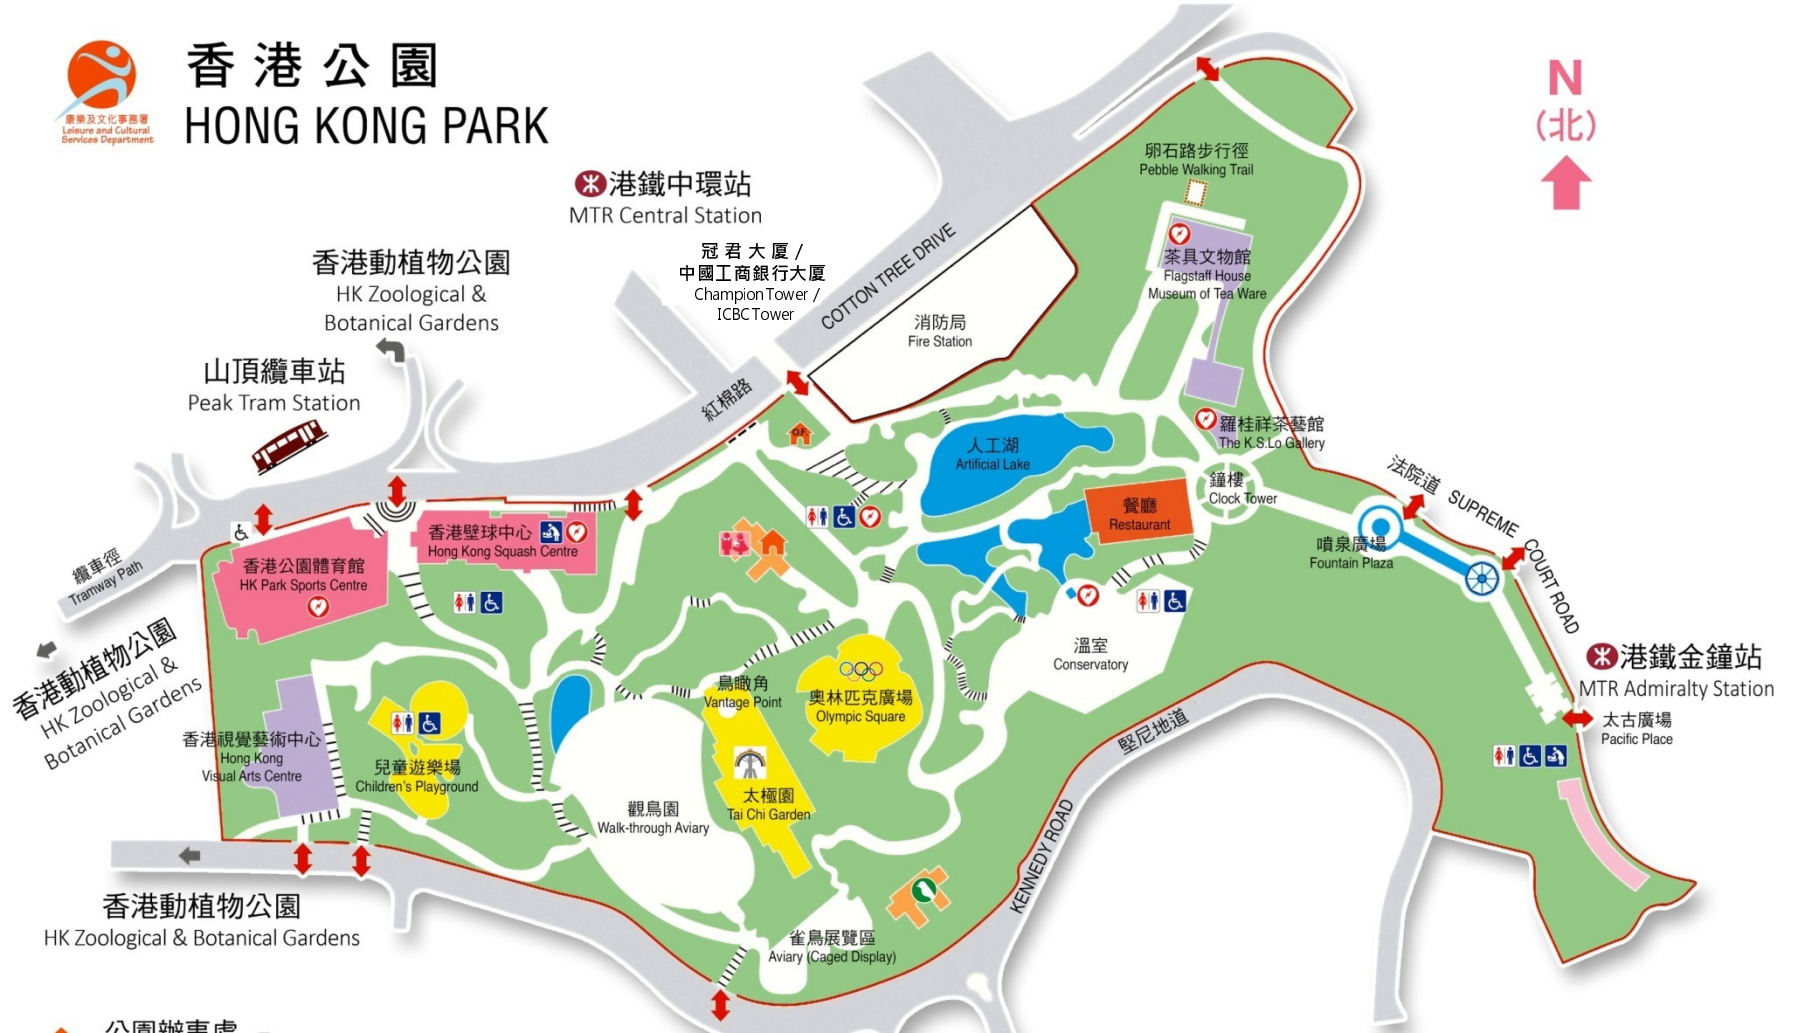 香港公園
HONG KONG PARK
康樂及文化事務署
Leisure and Cultural
Services Department
N
(北)
港鐵中環站
MTR Central Station
冠君大厦 /
中國工商銀行大厦
Champion Tower /
ICBC Tower
香港動植物公園
HK Zoological &
Botanical Gardens
山頂纜車站
Peak Tram Station
COTTON TREE DRIVE
紅棉路
消防局
Fire Station
卵石路步行徑
Pebble Walking Trail
茶具文物館
Flagstaff House
Museum of Tea Ware
羅桂祥茶藝館
The K.S.Lo Gallery
O.F.
人工湖
Artificial Lake
鐘樓
Clock Tower
餐廳
Restaurant
法院道 SUPREME COURT ROAD
噴泉廣場
Fountain Plaza
香港壁球中心
Hong Kong Squash Centre
香港公園體育館
HK Park Sports Centre
纜車徑
Tramway Path
香港動植物公園
HK Zoological &
Botanical Gardens
溫室
Conservatory
港鐵金鐘站
MTR Admiralty Station
太古廣場
Pacific Place
鳥瞰角
Vantage Point
奧林匹克廣場
Olympic Square
堅尼地道
KENNEDY ROAD
香港視覺藝術中心
Hong Kong
Visual Arts Centre
兒童遊樂場
Children's Playground
觀鳥園
Walk-through Aviary
太極園
Tai Chi Garden
雀鳥展覽區
Aviary (Caged Display)
香港動植物公園
HK Zoological & Botanical Gardens
公園辦事處